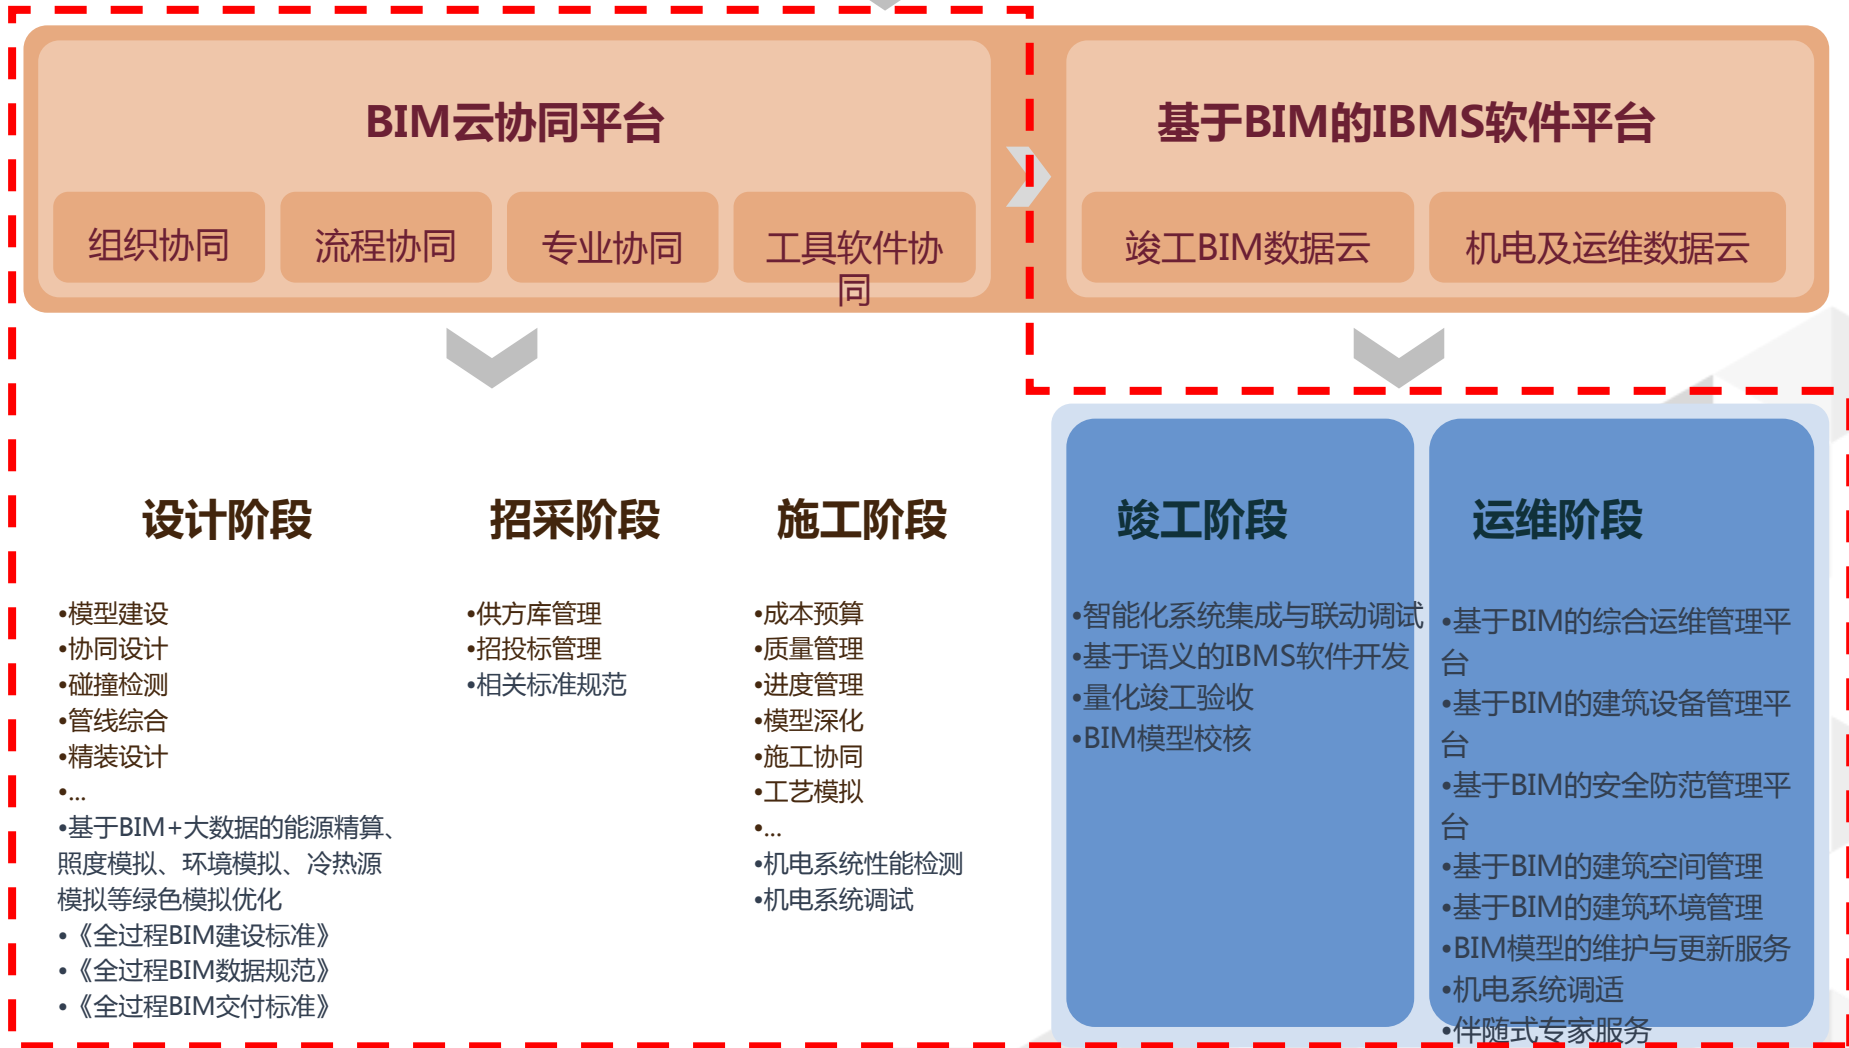 BIM云协同平台
基于BIM的IBMS软件平台
组织协同
流程协同
专业协同
工具软件协
同
竣工BIM数据云
机电及运维数据云
设计阶段
•模型建设
•协同设计
•碰撞检测
•管线综合
•精装设计
•...
•基于BIM+大数据的能源精算、
照度模拟、环境模拟、冷热源
模拟等绿色模拟优化
•《全过程BIM建设标准》
•《全过程BIM数据规范》
•《全过程BIM交付标准》
招采阶段
•供方库管理
•招投标管理
•相关标准规范
施工阶段
•成本预算
•质量管理
•进度管理
•模型深化
•施工协同
•工艺模拟
•...
•机电系统性能检测
•机电系统调试
竣工阶段
•智能化系统集成与联动调试
•基于语义的IBMS软件开发
•量化竣工验收
•BIM模型校核
运维阶段
•基于BIM的综合运维管理平
台
•基于BIM的建筑设备管理平
台
•基于BIM的安全防范管理平
台
•基于BIM的建筑空间管理
•基于BIM的建筑环境管理
•BIM模型的维护与更新服务
•机电系统调适
•伴随式专家服务